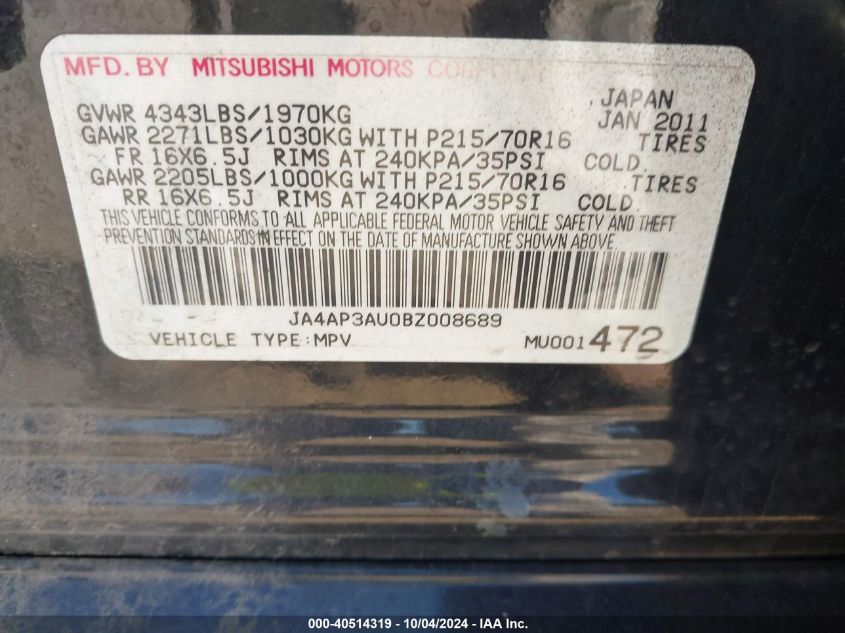 MFD. BY MITSUBISHI MOTORS CORPORATION
JAPAN
GVWR 4343LBS/1970KG JAN 2011
GAWR 2271LBS/1030KG WITH P215/70R16 TIRES
FR 16X6.5J RIMS AT 240KPA/35PSI COLD.
GAWR 2205LBS/1000KG WITH P215/70R16 TIRES
RR 16X6.5J RIMS AT 240KPA/35PSI COLD.
THIS VEHICLE CONFORMS TO ALL APPLICABLE FEDERAL MOTOR VEHICLE SAFETY AND THEFT
PREVENTION STANDARDS IN EFFECT ON THE DATE OF MANUFACTURE SHOWN ABOVE.
JA4AP3AU0BZ008689
VEHICLE TYPE:MPV MU001472
000-40514319 - 10/04/2024 - IAA Inc.